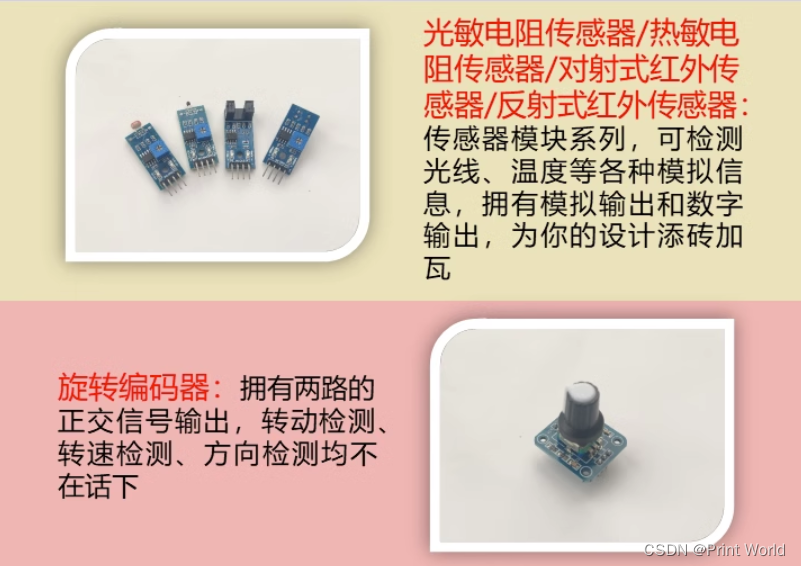 光敏电阻传感器/热敏电
阻传感器/对射式红外传
感器/反射式红外传感器：
传感器模块系列，可检测
光线、温度等各种模拟信
息，拥有模拟输出和数字
输出，为你的设计添砖加
瓦
旋转编码器：拥有两路的
正交信号输出，转动检测、
转速检测、方向检测均不
在话下
CSDN @Print World